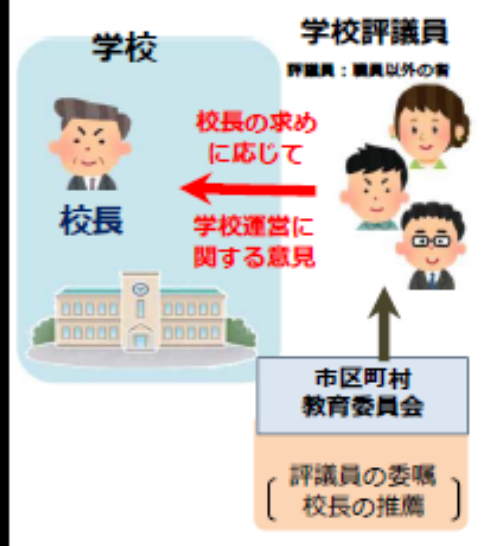 学校
校長
学校評議員
評議員：職員以外の者
校長の求め
に応じて
学校運営に
関する意見
市区町村
教育委員会
評議員の委嘱
校長の推薦